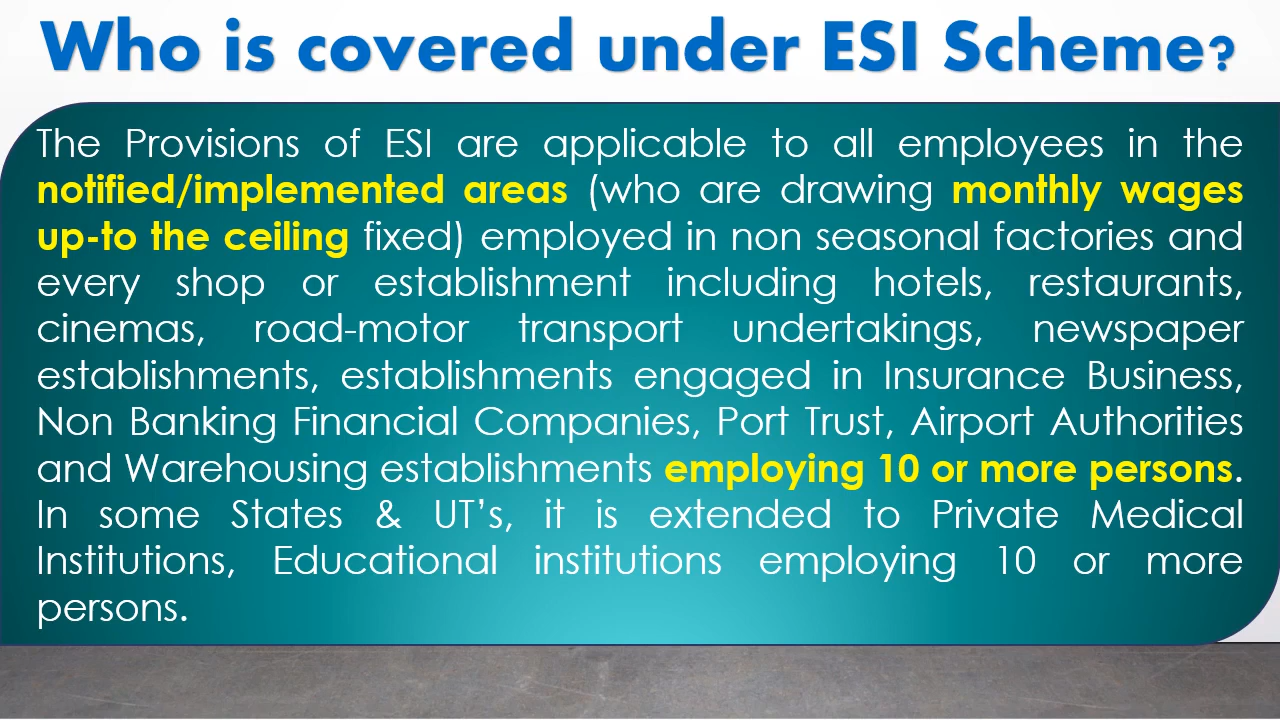 Who is covered under ESI Scheme?
The Provisions of ESI are applicable to all employees in the
notified/implemented areas (who are drawing monthly wages
up-to the ceiling fixed) employed in non seasonal factories and
every shop or establishment including hotels, restaurants,
cinemas, road-motor transport undertakings, newspaper
establishments, establishments engaged in Insurance Business,
Non Banking Financial Companies, Port Trust, Airport Authorities
and Warehousing establishments employing 10 or more persons.
In some States & UT’s, it is extended to Private Medical
Institutions, Educational institutions employing 10 or more
persons.